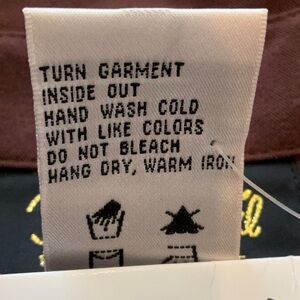 TURN GARMENT
INSIDE OUT
HAND WASH COLD
WITH LIKE COLORS
DO NOT BLEACH
HANG DRY, WARM IRON